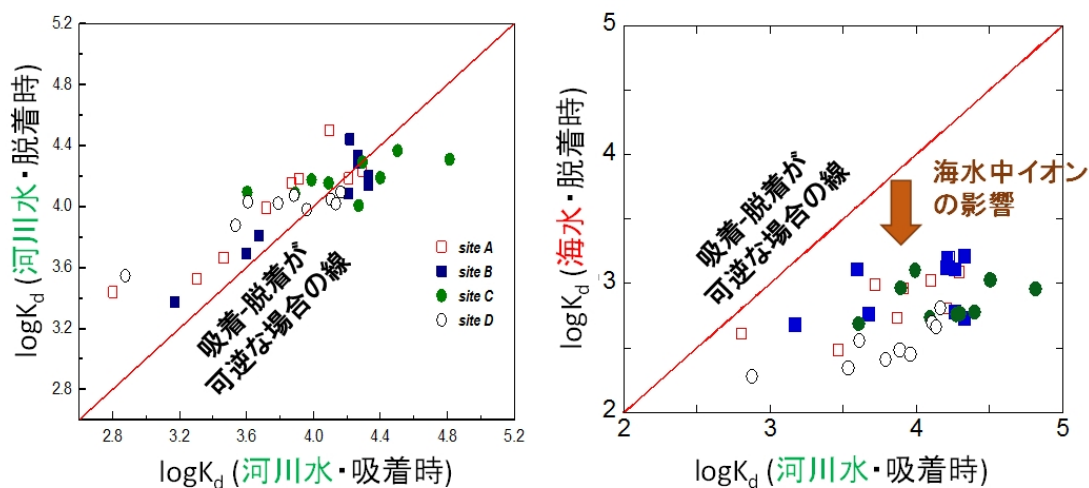 5.2
4.8
4.4
4.0
3.6
3.2
2.8
2.8
3.2
3.6
4.0
4.4
4.8
5.2
logKd (河川水・脱着時)
logKd (河川水・吸着時)
吸着-脱着が
可逆な場合の線
site A
site B
site C
site D
5
4
3
2
2
3
4
5
logKd (海水・脱着時)
logKd (河川水・吸着時)
吸着-脱着が
可逆な場合の線
海水中イオン
の影響